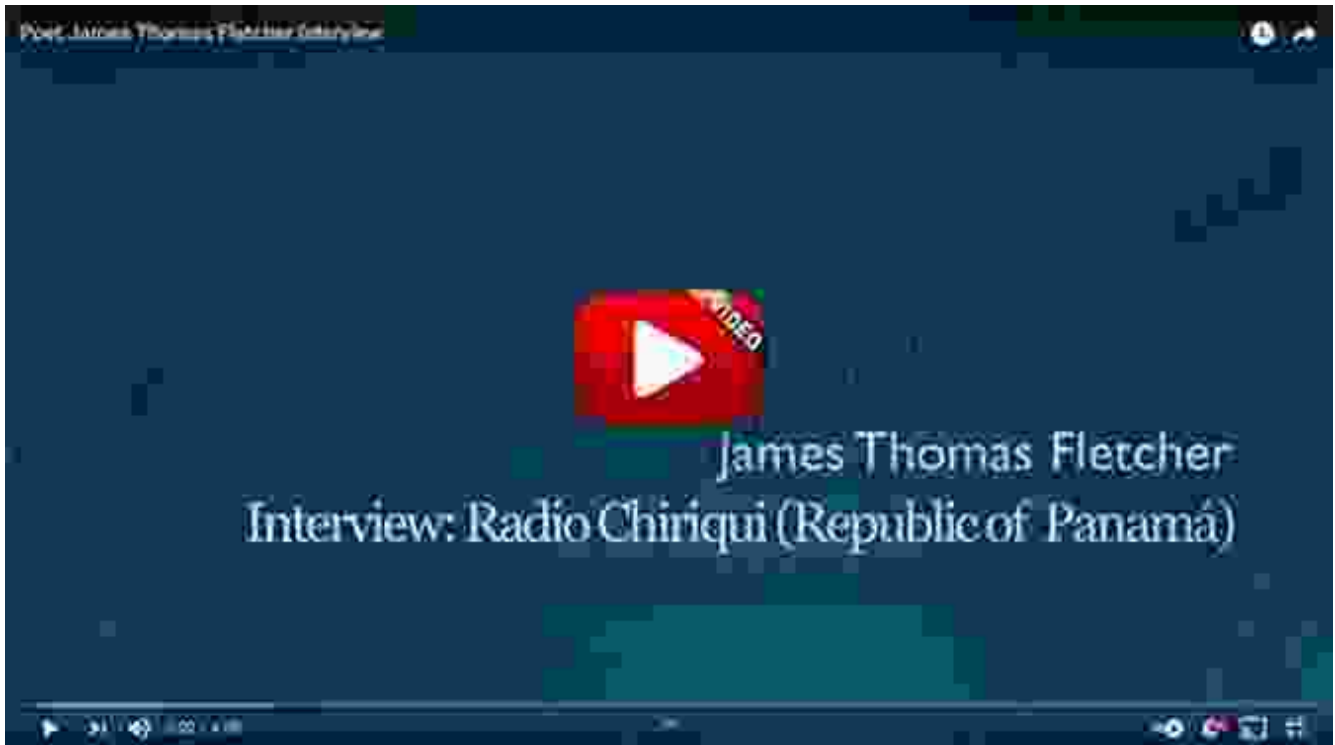 Poet James Thomas Fletcher Interview
VIDEO
James Thomas Fletcher
Interview: Radio Chiriqui (Republic of Panamá)